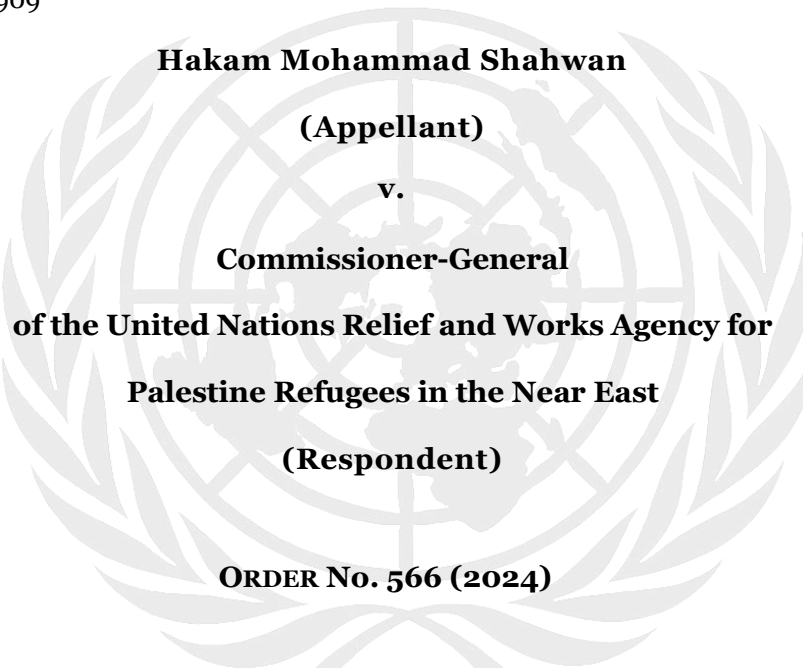 Hakam Mohammad Shahwan
(Appellant)
v.
Commissioner-General
of the United Nations Relief and Works Agency for
Palestine Refugees in the Near East
(Respondent)
ORDER No. 566 (2024)